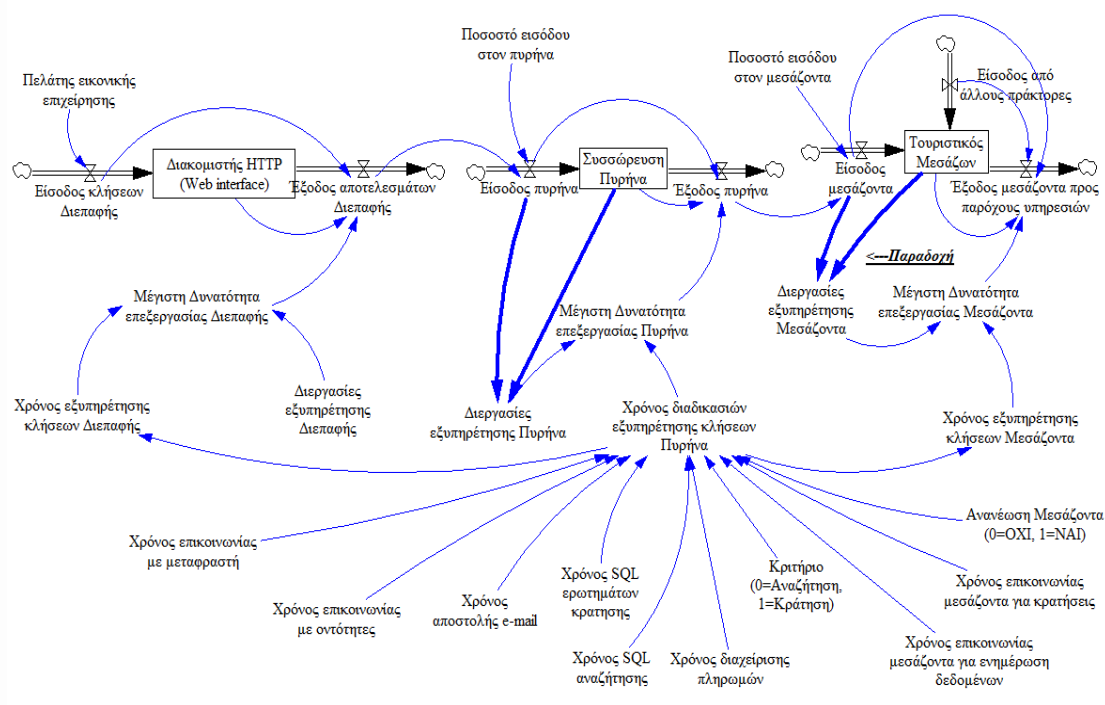 Ποσοστό εισόδου
στον πυρήνα
Ποσοστό εισόδου
στον μεσάζοντα
Πελάτης εικονικής
επιχείρησης
Είσοδος από
άλλους πράκτορες
Διακομιστής HTTP
(Web interface)
Συσσώρευση
Πυρήνα
Τουριστικός
Μεσάζων
Είσοδος κλήσεων
Διεπαφής
Έξοδος αποτελεσμάτων
Διεπαφής
Είσοδος πυρήνα
Έξοδος πυρήνα
Είσοδος
μεσάζοντα
Έξοδος μεσάζοντα προς
παρόχους υπηρεσιών
<---Παραδοχή
Μέγιστη Δυνατότητα
επεξεργασίας Διεπαφής
Μέγιστη Δυνατότητα
επεξεργασίας Πυρήνα
Διεργασίες
εξυπηρέτησης
Μεσάζοντα
Μέγιστη Δυνατότητα
επεξεργασίας Μεσάζοντα
Χρόνος εξυπηρέτησης
κλήσεων Διεπαφής
Διεργασίες
εξυπηρέτησης
Διεπαφής
Διεργασίες
εξυπηρέτησης Πυρήνα
Χρόνος διαδικασιών
εξυπηρέτησης κλήσεων
Πυρήνα
Χρόνος εξυπηρέτησης
κλήσεων Μεσάζοντα
Χρόνος επικοινωνίας
με μεταφραστή
Χρόνος επικοινωνίας
με οντότητες
Χρόνος
αποστολής e-mail
Χρόνος SQL
ερωτημάτων
κρατησης
Χρόνος SQL
αναζήτησης
Χρόνος διαχείρισης
πληρωμών
Κριτήριο
(0=Αναζήτηση,
1=Κράτηση)
Ανανέωση Μεσάζοντα
(0=ΟΧΙ, 1=ΝΑΙ)
Χρόνος επικοινωνίας
μεσάζοντα για κρατήσεις
Χρόνος επικοινωνίας
μεσάζοντα για ενημέρωση
δεδομένων